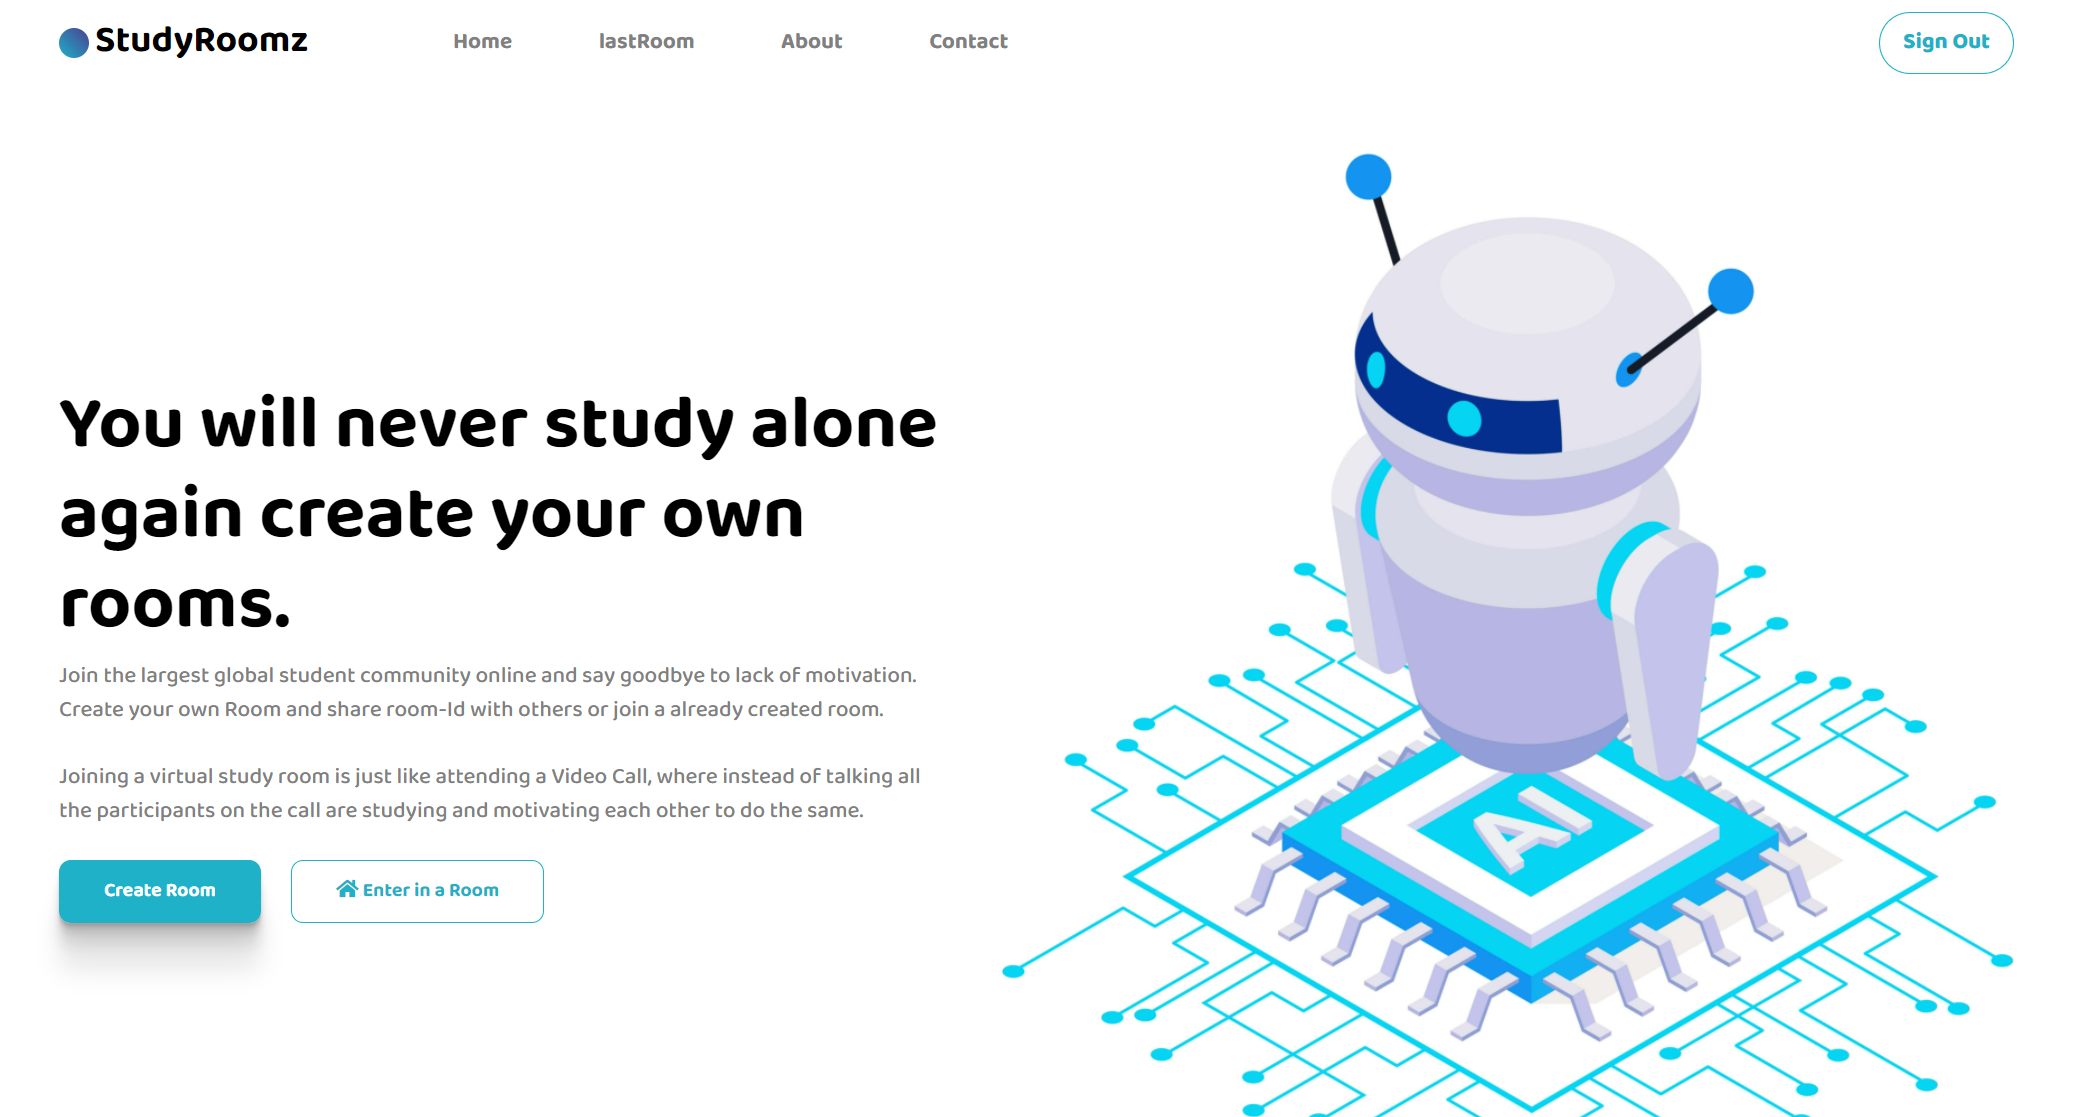 StudyRoomz
Home
lastRoom
About
Contact
Sign Out
You will never study alone
again create your own
rooms.
Join the largest global student community online and say goodbye to lack of motivation.
Create your own Room and share room-Id with others or join a already created room.
Joining a virtual study room is just like attending a Video Call, where instead of talking all
the participants on the call are studying and motivating each other to do the same.
Create Room
Enter in a Room
AI